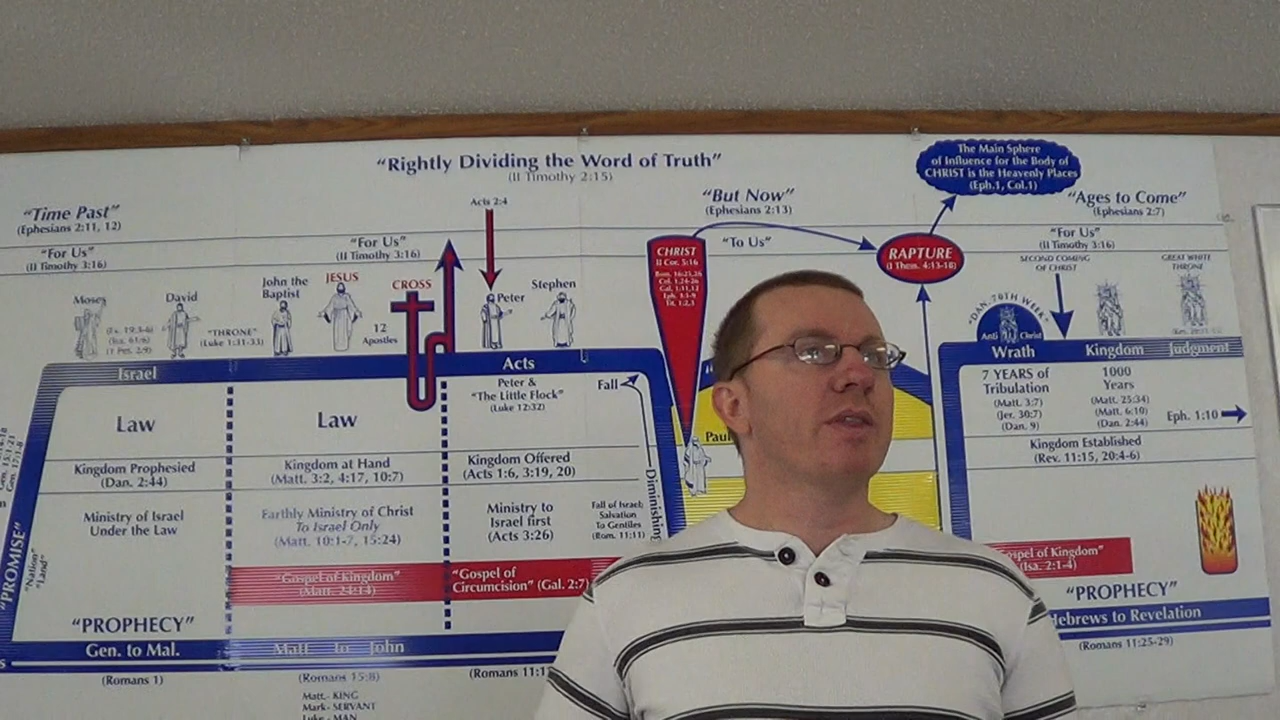 "Rightly Dividing the Word of Truth"
(II Timothy 2:15)
The Main Sphere
of Influence for the Body of
CHRIST is the Heavenly Places
(Eph.1, Col.1)
"Time Past"
(Ephesians 2:11, 12)
"For Us"
(II Timothy 3:16)
"For Us"
(II Timothy 3:16)
Acts 2:4
"But Now"
(Ephesians 2:13)
"To Us"
"Ages to Come"
(Ephesians 2:7)
"For Us"
(II Timothy 3:16)
CHRIST
II Cor. 5:16
RAPTURE
(I Thess. 4:13-18)
SECOND COMING
OF CHRIST
GREAT WHITE
THRONE
Moses
David
"THRONE"
(Luke 1:31-33)
John the
Baptist
JESUS
12
Apostles
CROSS
Peter
Stephen
"DAN. 70TH WEEK"
Anti Christ
Israel
Acts
Wrath
Kingdom
Judgment
Law
Law
Peter &
"The Little Flock"
(Luke 12:32)
Fall
7 YEARS of
Tribulation
(Matt. 3:7)
(Jer. 30:7)
(Dan. 9)
1000
Years
(Matt. 25:34)
(Matt. 6:10)
(Dan. 2:44)
Eph. 1:10
Kingdom Prophesied
(Dan. 2:44)
Kingdom at Hand
(Matt. 3:2, 4:17, 10:7)
Kingdom Offered
(Acts 1:6, 3:19, 20)
Diminishing
Paul
Kingdom Established
(Rev. 11:15, 20:4-6)
Ministry of Israel
Under the Law
Earthly Ministry of Christ
To Israel Only
(Matt. 10:1-7, 15:24)
Ministry to
Israel first
(Acts 3:26)
Fall of Israel;
Salvation
To Gentiles
(Rom. 11:11)
"PROMISE"
"Nation"
"Land"
"Gospel of Kingdom"
(Matt. 24:14)
"Gospel of
Circumcision" (Gal. 2:7)
ospel of Kingdom"
(Isa. 2:1-4)
"PROPHECY"
"PROPHECY"
Gen. to Mal.
Matt. to John
Hebrews to Revelation
(Romans 1)
(Romans 15:8)
(Romans 11:1
(Romans 11:25-29)
Matt.- KING
Mark- SERVANT
Luke - MAN